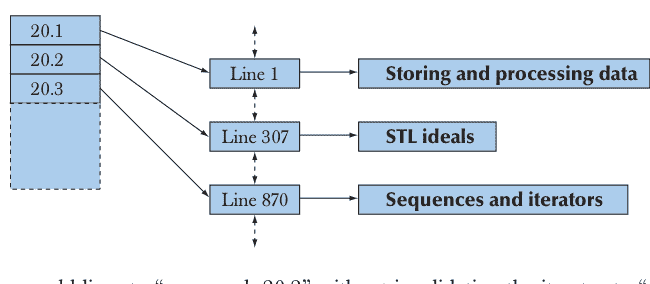 20.1
20.2
20.3
Line 1 Storing and processing data
Line 307 STL ideals
Line 870 Sequences and iterators